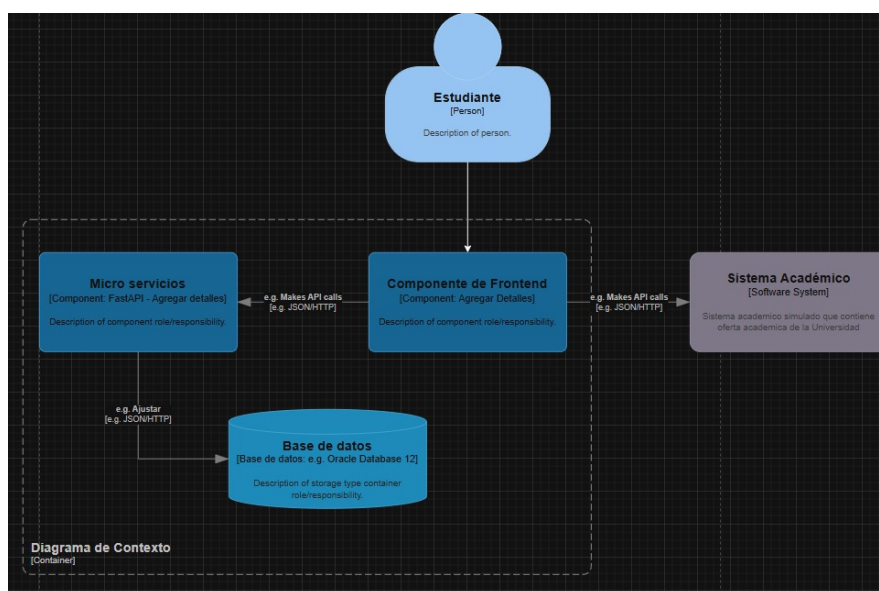 Estudiante
[Person]
Description of person.
Micro servicios
[Component: FastAPI - Agregar detalles]
Description of component role/responsibility.
e.g. Makes API calls
[e.g. JSON/HTTP]
Componente de Frontend
[Component: Agregar Detalles]
Description of component role/responsibility.
e.g. Makes API calls
[e.g. JSON/HTTP]
Sistema Académico
[Software System]
Sistema academico simulado que contiene
oferta academica de la Universidad
e.g. Ajustar
[e.g. JSON/HTTP]
Base de datos
[Base de datos: e.g. Oracle Database 12]
Description of storage type container
role/responsibility.
Diagrama de Contexto
[Container]